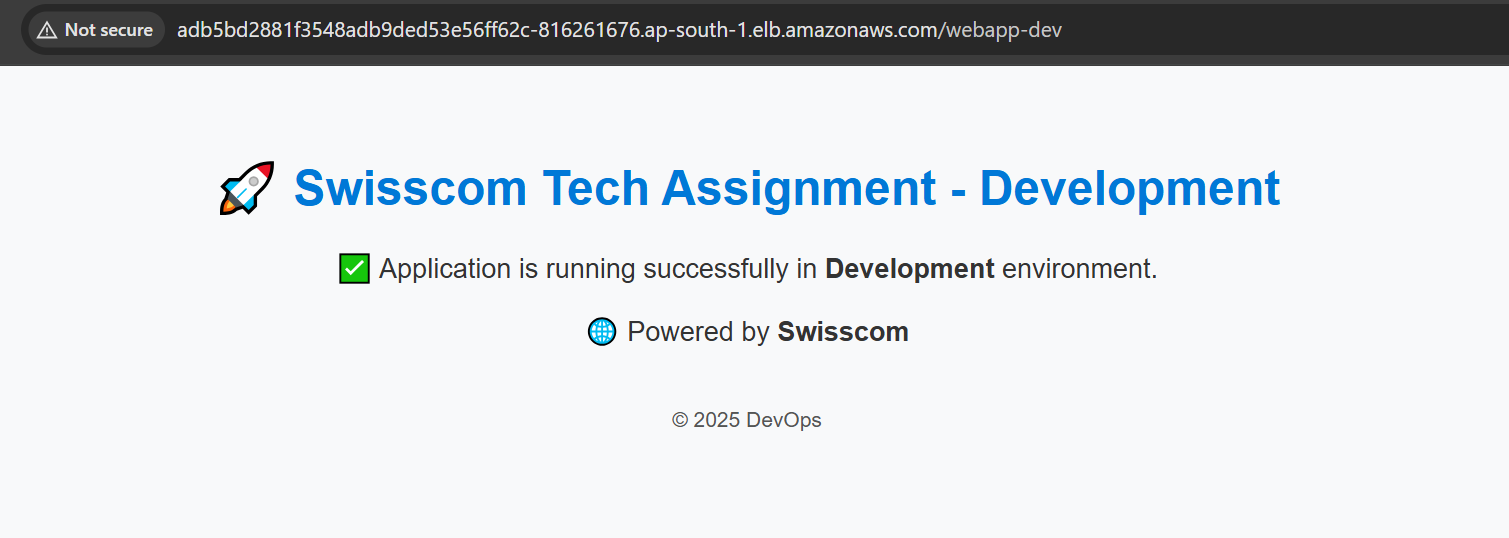 Not secure adb5bd2881f3548adb9ded53e56ff62c-816261676.ap-south-1.elb.amazonaws.com/webapp-dev
🚀 Swisscom Tech Assignment - Development
✅ Application is running successfully in Development environment.
🌐 Powered by Swisscom
© 2025 DevOps